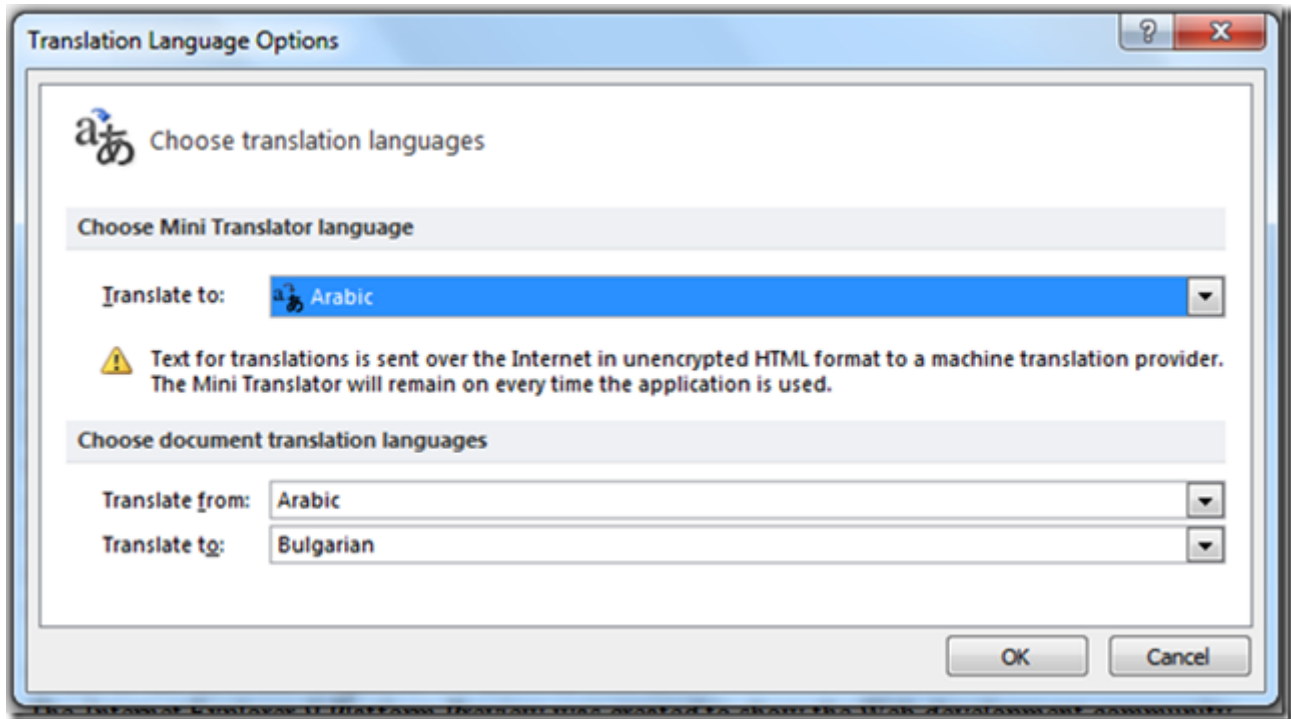 Translation Language Options
Choose translation languages
Choose Mini Translator language
Translate to: Arabic
Text for translations is sent over the Internet in unencrypted HTML format to a machine translation provider.
The Mini Translator will remain on every time the application is used.
Choose document translation languages
Translate from: Arabic
Translate to: Bulgarian
OK Cancel